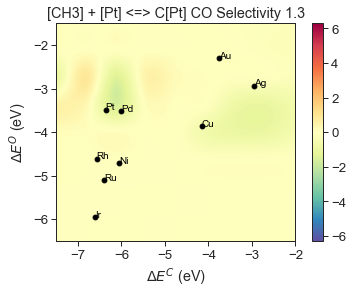 [CH3] + [Pt] <=> C[Pt] CO Selectivity 1.3
−2
−3
−4
−5
−6
ΔE^O (eV)
Au
Ag
Pt
Pd
Cu
Rh
Ni
Ru
Ir
−7
−6
−5
−4
−3
−2
ΔE^C (eV)
6
4
2
0
−2
−4
−6